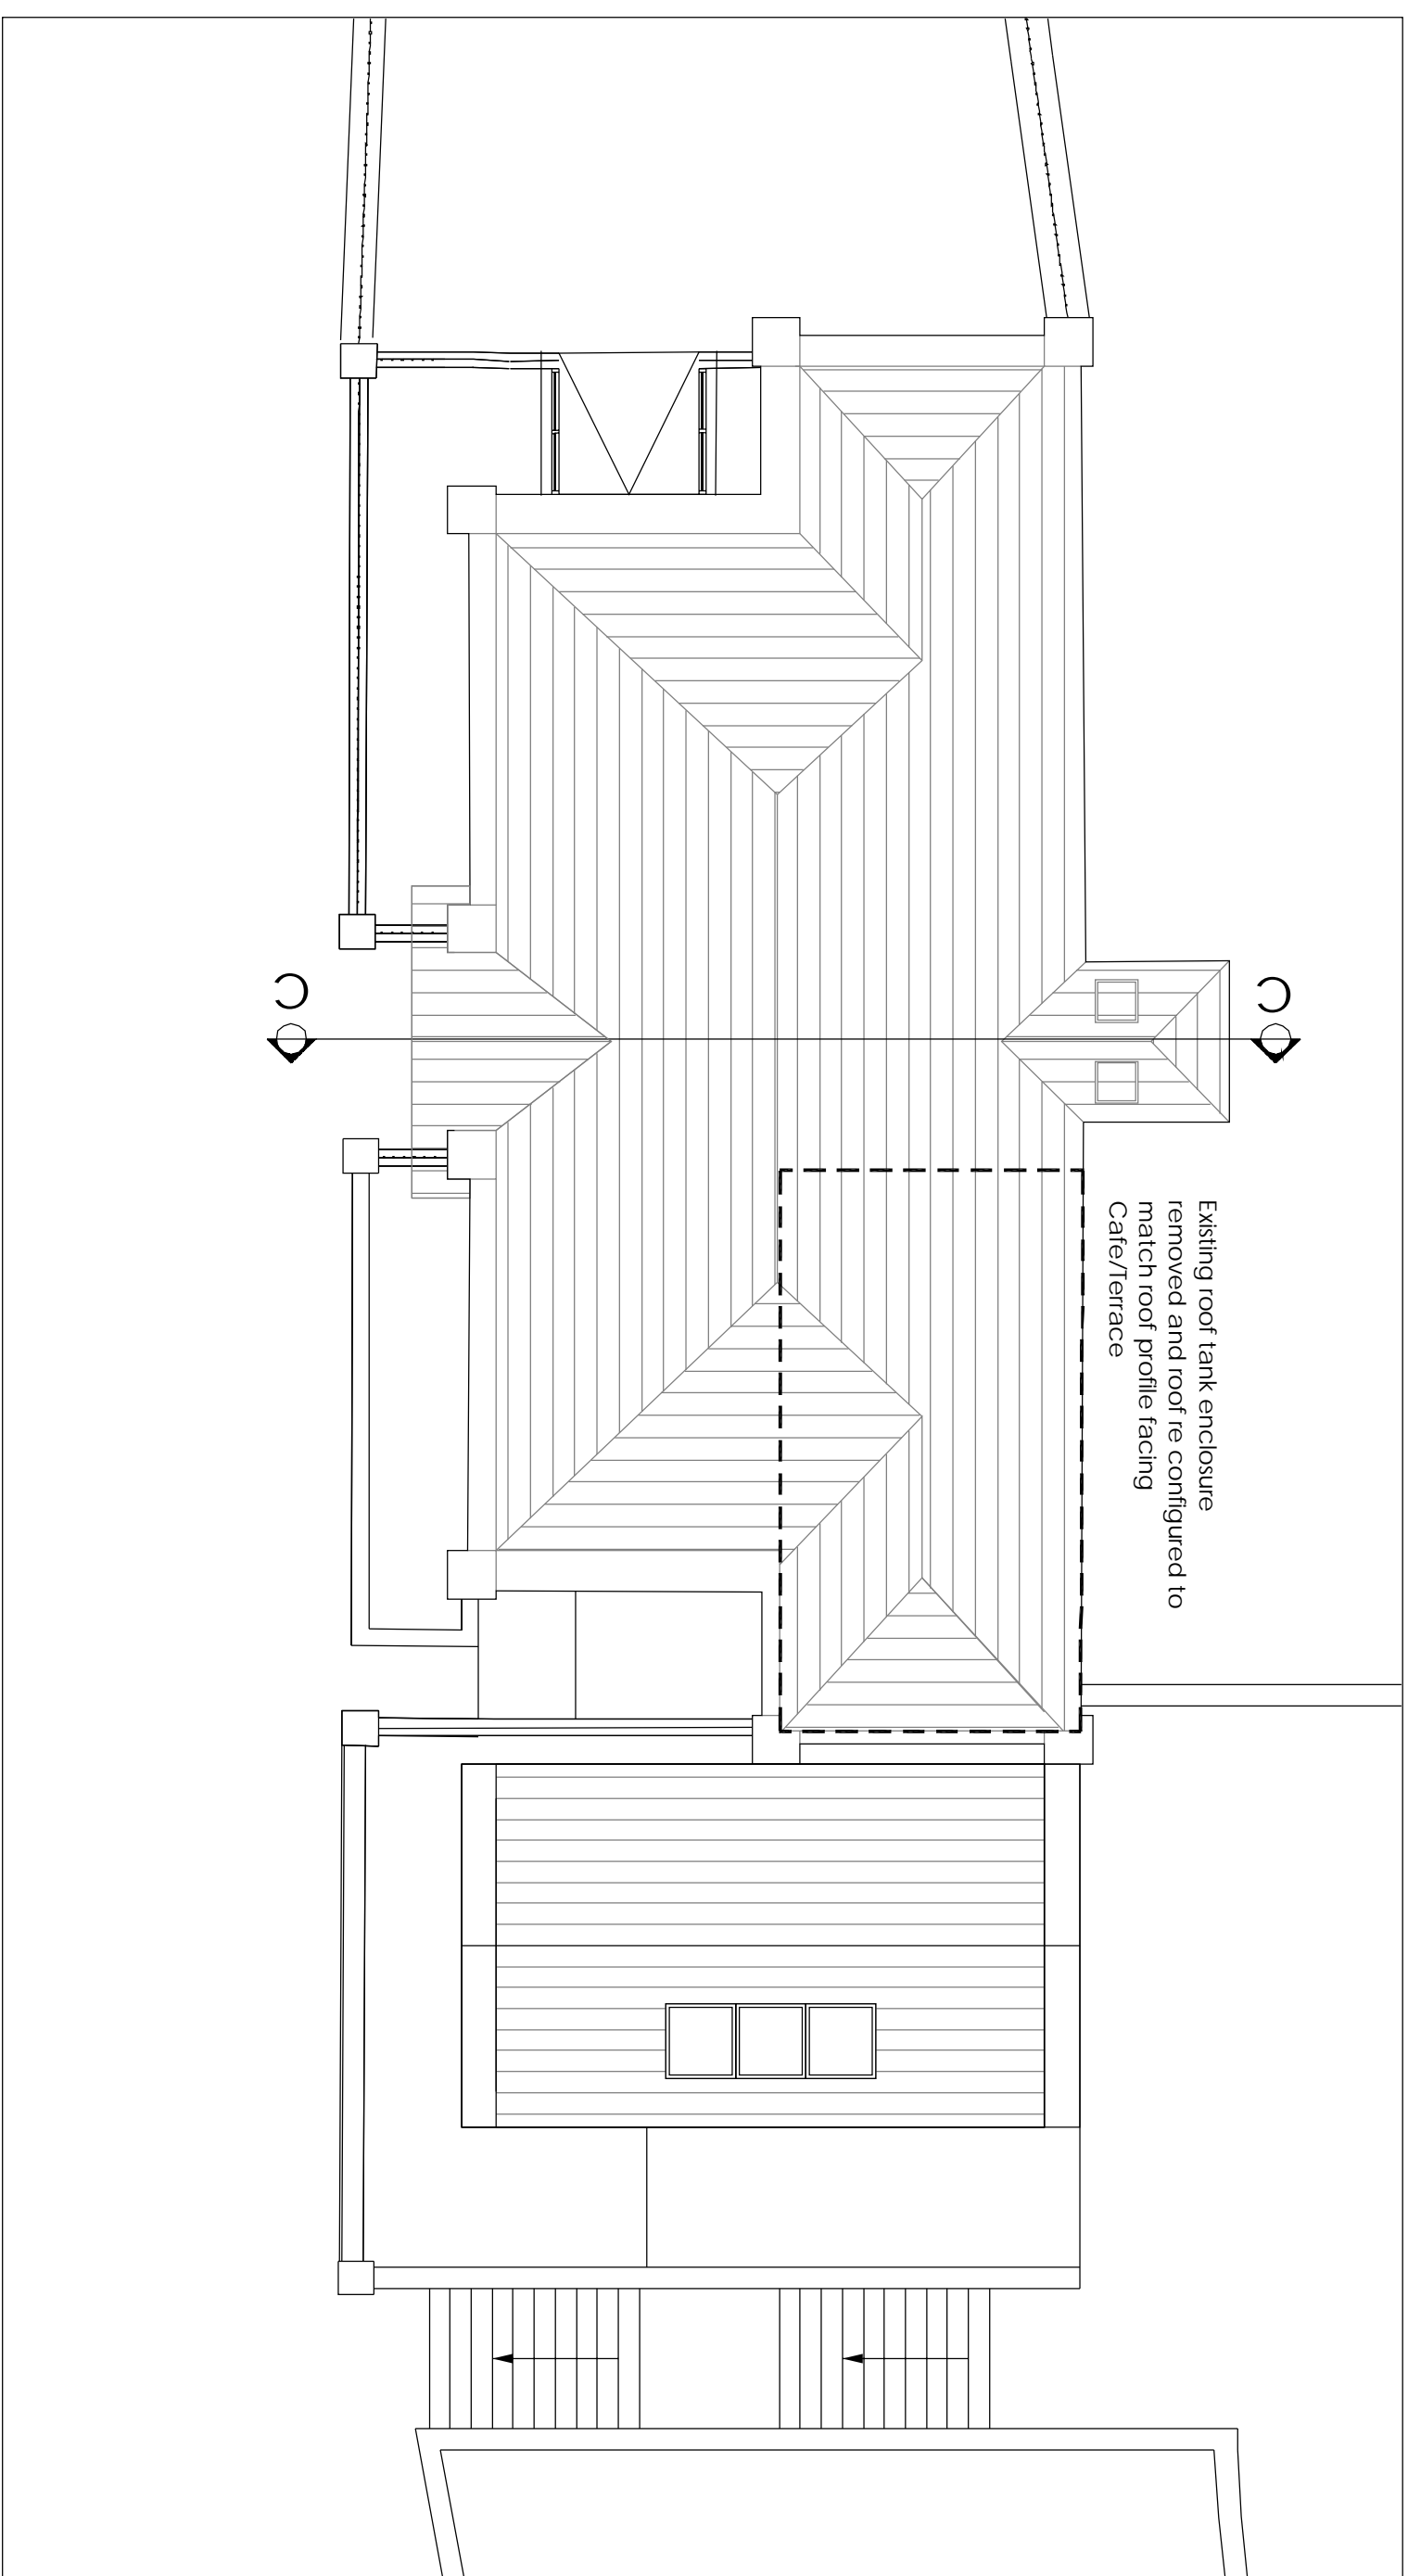 C
C
Existing roof tank enclosure
removed and roof re configured to
match roof profile facing
Cafe/Terrace